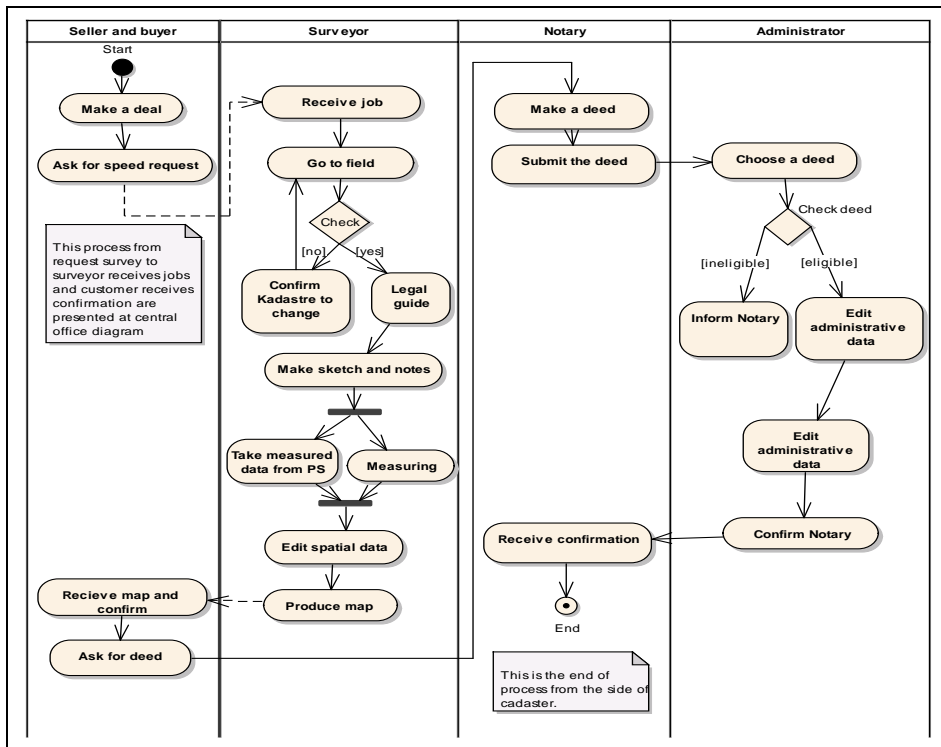 Seller and buyer
Surveyor
Notary
Administrator
Start
Make a deal
Ask for speed request
This process from
request survey to
surveyor receives jobs
and customer receives
confirmation are
presented at central
office diagram
Recieve map and
confirm
Ask for deed
Receive job
Go to field
Check
[no]
[yes]
Confirm
Kadastre to
change
Legal
guide
Make sketch and notes
Take measured
data from PS
Measuring
Edit spatial data
Produce map
Make a deed
Submit the deed
Receive confirmation
End
This is the end of
process from the side of
cadaster.
Choose a deed
Check deed
[ineligible]
[eligible]
Inform Notary
Edit
administrative
data
Edit
administrative
data
Confirm Notary